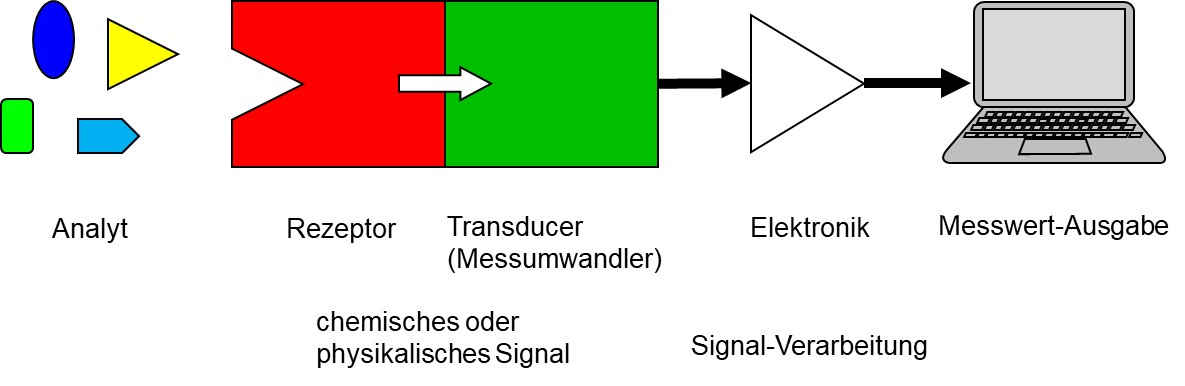 Analyt
Rezeptor
Transducer
(Messumwandler)
Elektronik
Messwert-Ausgabe
chemisches oder
physikalisches Signal
Signal-Verarbeitung